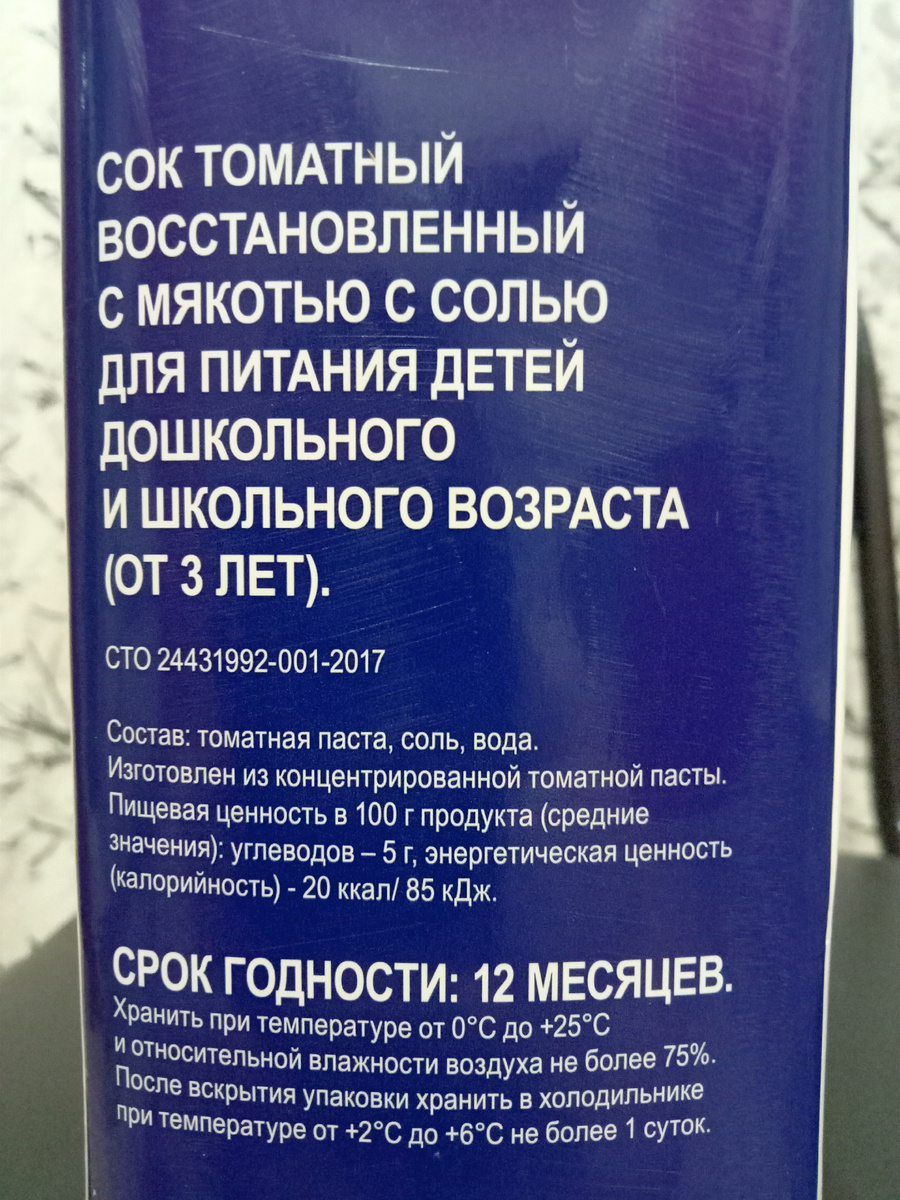 СОК ТОМАТНЫЙ
ВОССТАНОВЛЕННЫЙ
С МЯКОТЬЮ С СОЛЬЮ
ДЛЯ ПИТАНИЯ ДЕТЕЙ
ДОШКОЛЬНОГО
И ШКОЛЬНОГО ВОЗРАСТА
(ОТ 3 ЛЕТ).
СТО 24431992-001-2017
Состав: томатная паста, соль, вода.
Изготовлен из концентрированной томатной пасты.
Пищевая ценность в 100 г продукта (средние
значения): углеводов – 5 г, энергетическая ценность
(калорийность) - 20 ккал/ 85 кДж.
СРОК ГОДНОСТИ: 12 МЕСЯЦЕВ.
Хранить при температуре от 0°С до +25°С
и относительной влажности воздуха не более 75%.
После вскрытия упаковки хранить в холодильнике
при температуре от +2°С до +6°С не более 1 суток.